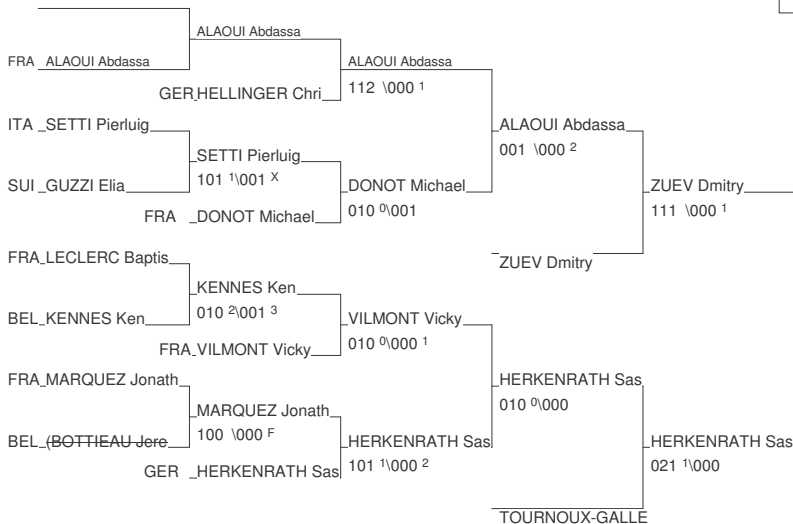 ALAOUI Abdassa
FRA ALAOUI Abdassa
ALAOUI Abdassa
GER HELLINGER Chri
112 \000 1
ITA SETTI Pierluig
ALAOUI Abdassa
001 \000 2
SETTI Pierluig
101 1\001 X
SUI GUZZI Elia
DONOT Michael
010 0\001
ZUEV Dmitry
111 \000 1
FRA DONOT Michael
FRA LECLERC Baptis
ZUEV Dmitry
KENNES Ken
010 2\001 3
BEL KENNES Ken
VILMONT Vicky
010 0\000 1
FRA VILMONT Vicky
FRA MARQUEZ Jonath
HERKENRATH Sas
010 0\000
MARQUEZ Jonath
100 \000 F
BEL (BOTTIEAU Jere
HERKENRATH Sas
101 1\000 2
HERKENRATH Sas
021 1\000
GER HERKENRATH Sas
TOURNOUX-GALLE